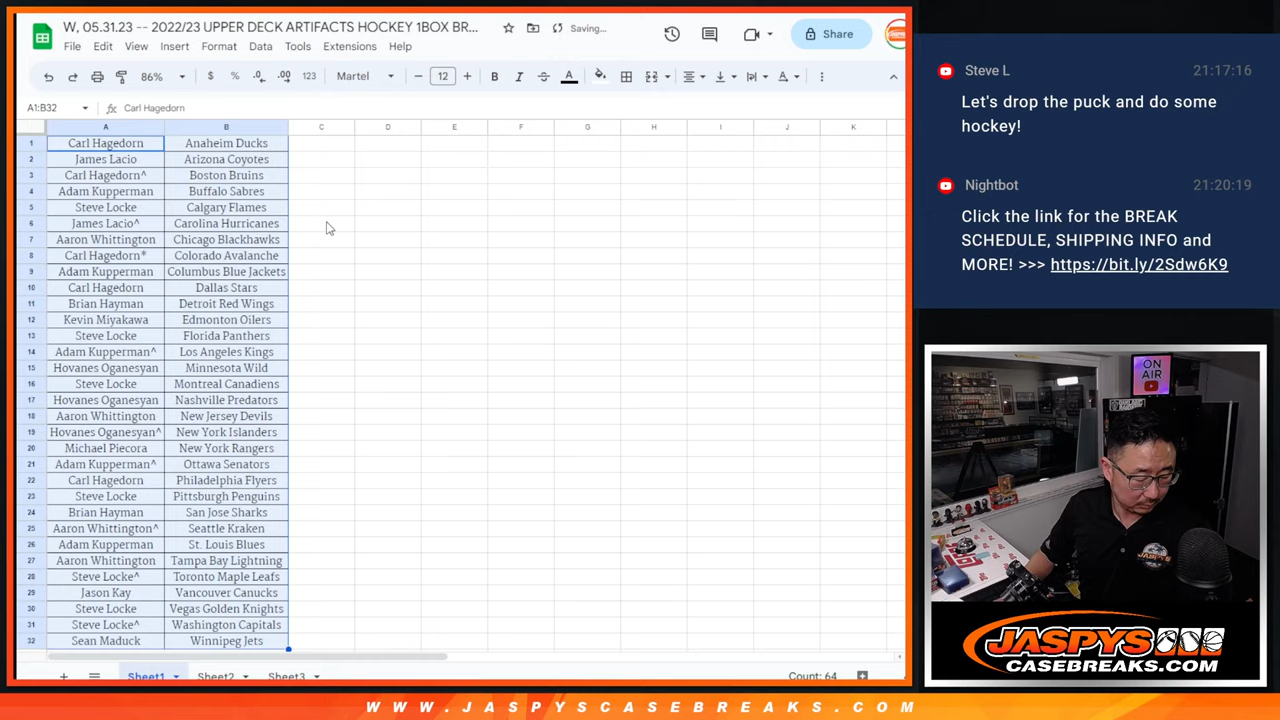 W, 05.31.23 -- 2022/23 UPPER DECK ARTIFACTS HOCKEY 1BOX BR...
Saving...
Share
File Edit View Insert Format Data Tools Extensions Help
86% $ % .0 .00 123 Martel 12 B I A
A1:B32 fx Carl Hagedorn
A B C D E F G H I J K
1 Carl Hagedorn Anaheim Ducks
2 James Lacio Arizona Coyotes
3 Carl Hagedorn^ Boston Bruins
4 Adam Kupperman Buffalo Sabres
5 Steve Locke Calgary Flames
6 James Lacio^ Carolina Hurricanes
7 Aaron Whittington Chicago Blackhawks
8 Carl Hagedorn* Colorado Avalanche
9 Adam Kupperman Columbus Blue Jackets
10 Carl Hagedorn Dallas Stars
11 Brian Hayman Detroit Red Wings
12 Kevin Miyakawa Edmonton Oilers
13 Steve Locke Florida Panthers
14 Adam Kupperman^ Los Angeles Kings
15 Hovanes Oganesyan Minnesota Wild
16 Steve Locke Montreal Canadiens
17 Hovanes Oganesyan Nashville Predators
18 Aaron Whittington New Jersey Devils
19 Hovanes Oganesyan^ New York Islanders
20 Michael Piecora New York Rangers
21 Adam Kupperman^ Ottawa Senators
22 Carl Hagedorn Philadelphia Flyers
23 Steve Locke Pittsburgh Penguins
24 Brian Hayman San Jose Sharks
25 Aaron Whittington^ Seattle Kraken
26 Adam Kupperman St. Louis Blues
27 Aaron Whittington Tampa Bay Lightning
28 Steve Locke^ Toronto Maple Leafs
29 Jason Kay Vancouver Canucks
30 Steve Locke Vegas Golden Knights
31 Steve Locke^ Washington Capitals
32 Sean Maduck Winnipeg Jets
Sheet1 Sheet2 Sheet3 Count: 64
Steve L 21:17:16
Let's drop the puck and do some
hockey!
Nightbot 21:20:19
Click the link for the BREAK
SCHEDULE, SHIPPING INFO and
MORE! >>> https://bit.ly/2Sdw6K9
ON
AIR
JASPYS
CASEBREAKS.COM
WWW.JASPYSCASEBREAKS.COM